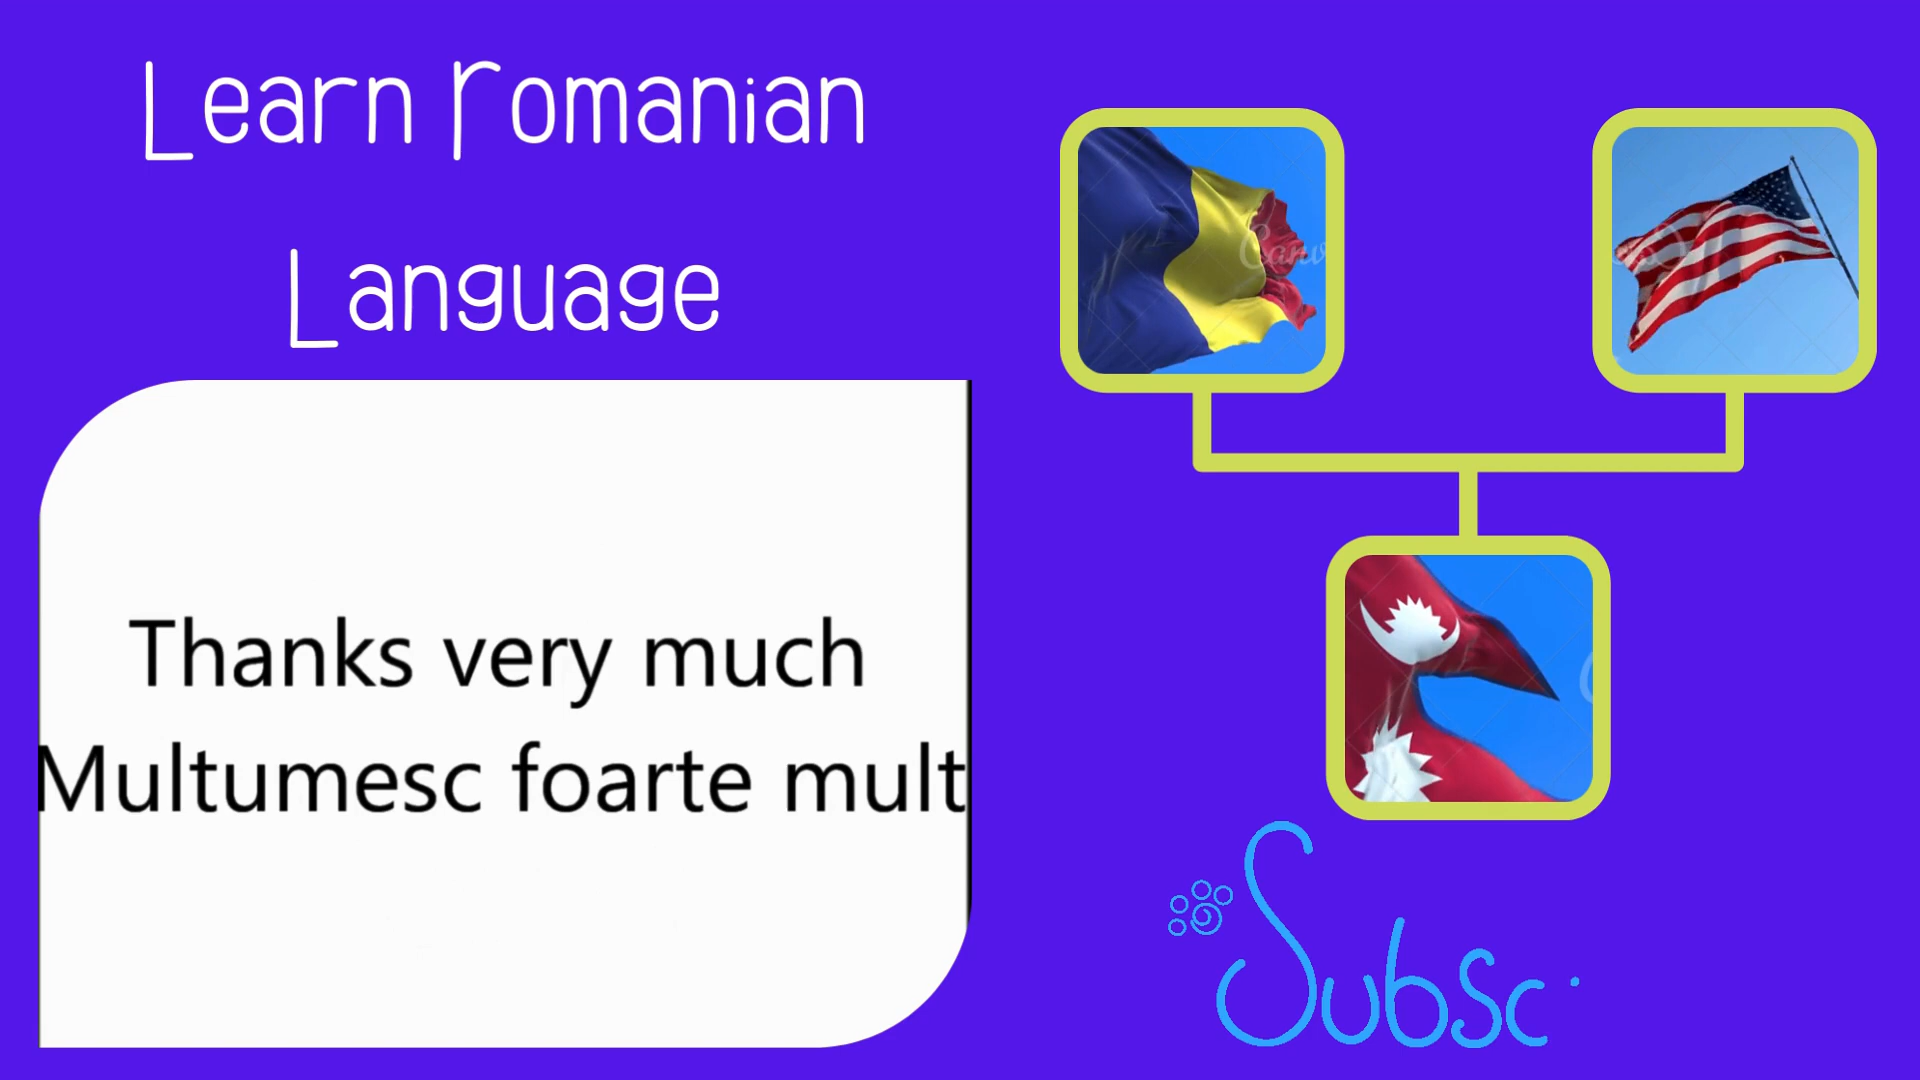 Learn Romanian
Language
Thanks very much
Multumesc foarte mult
Subsc